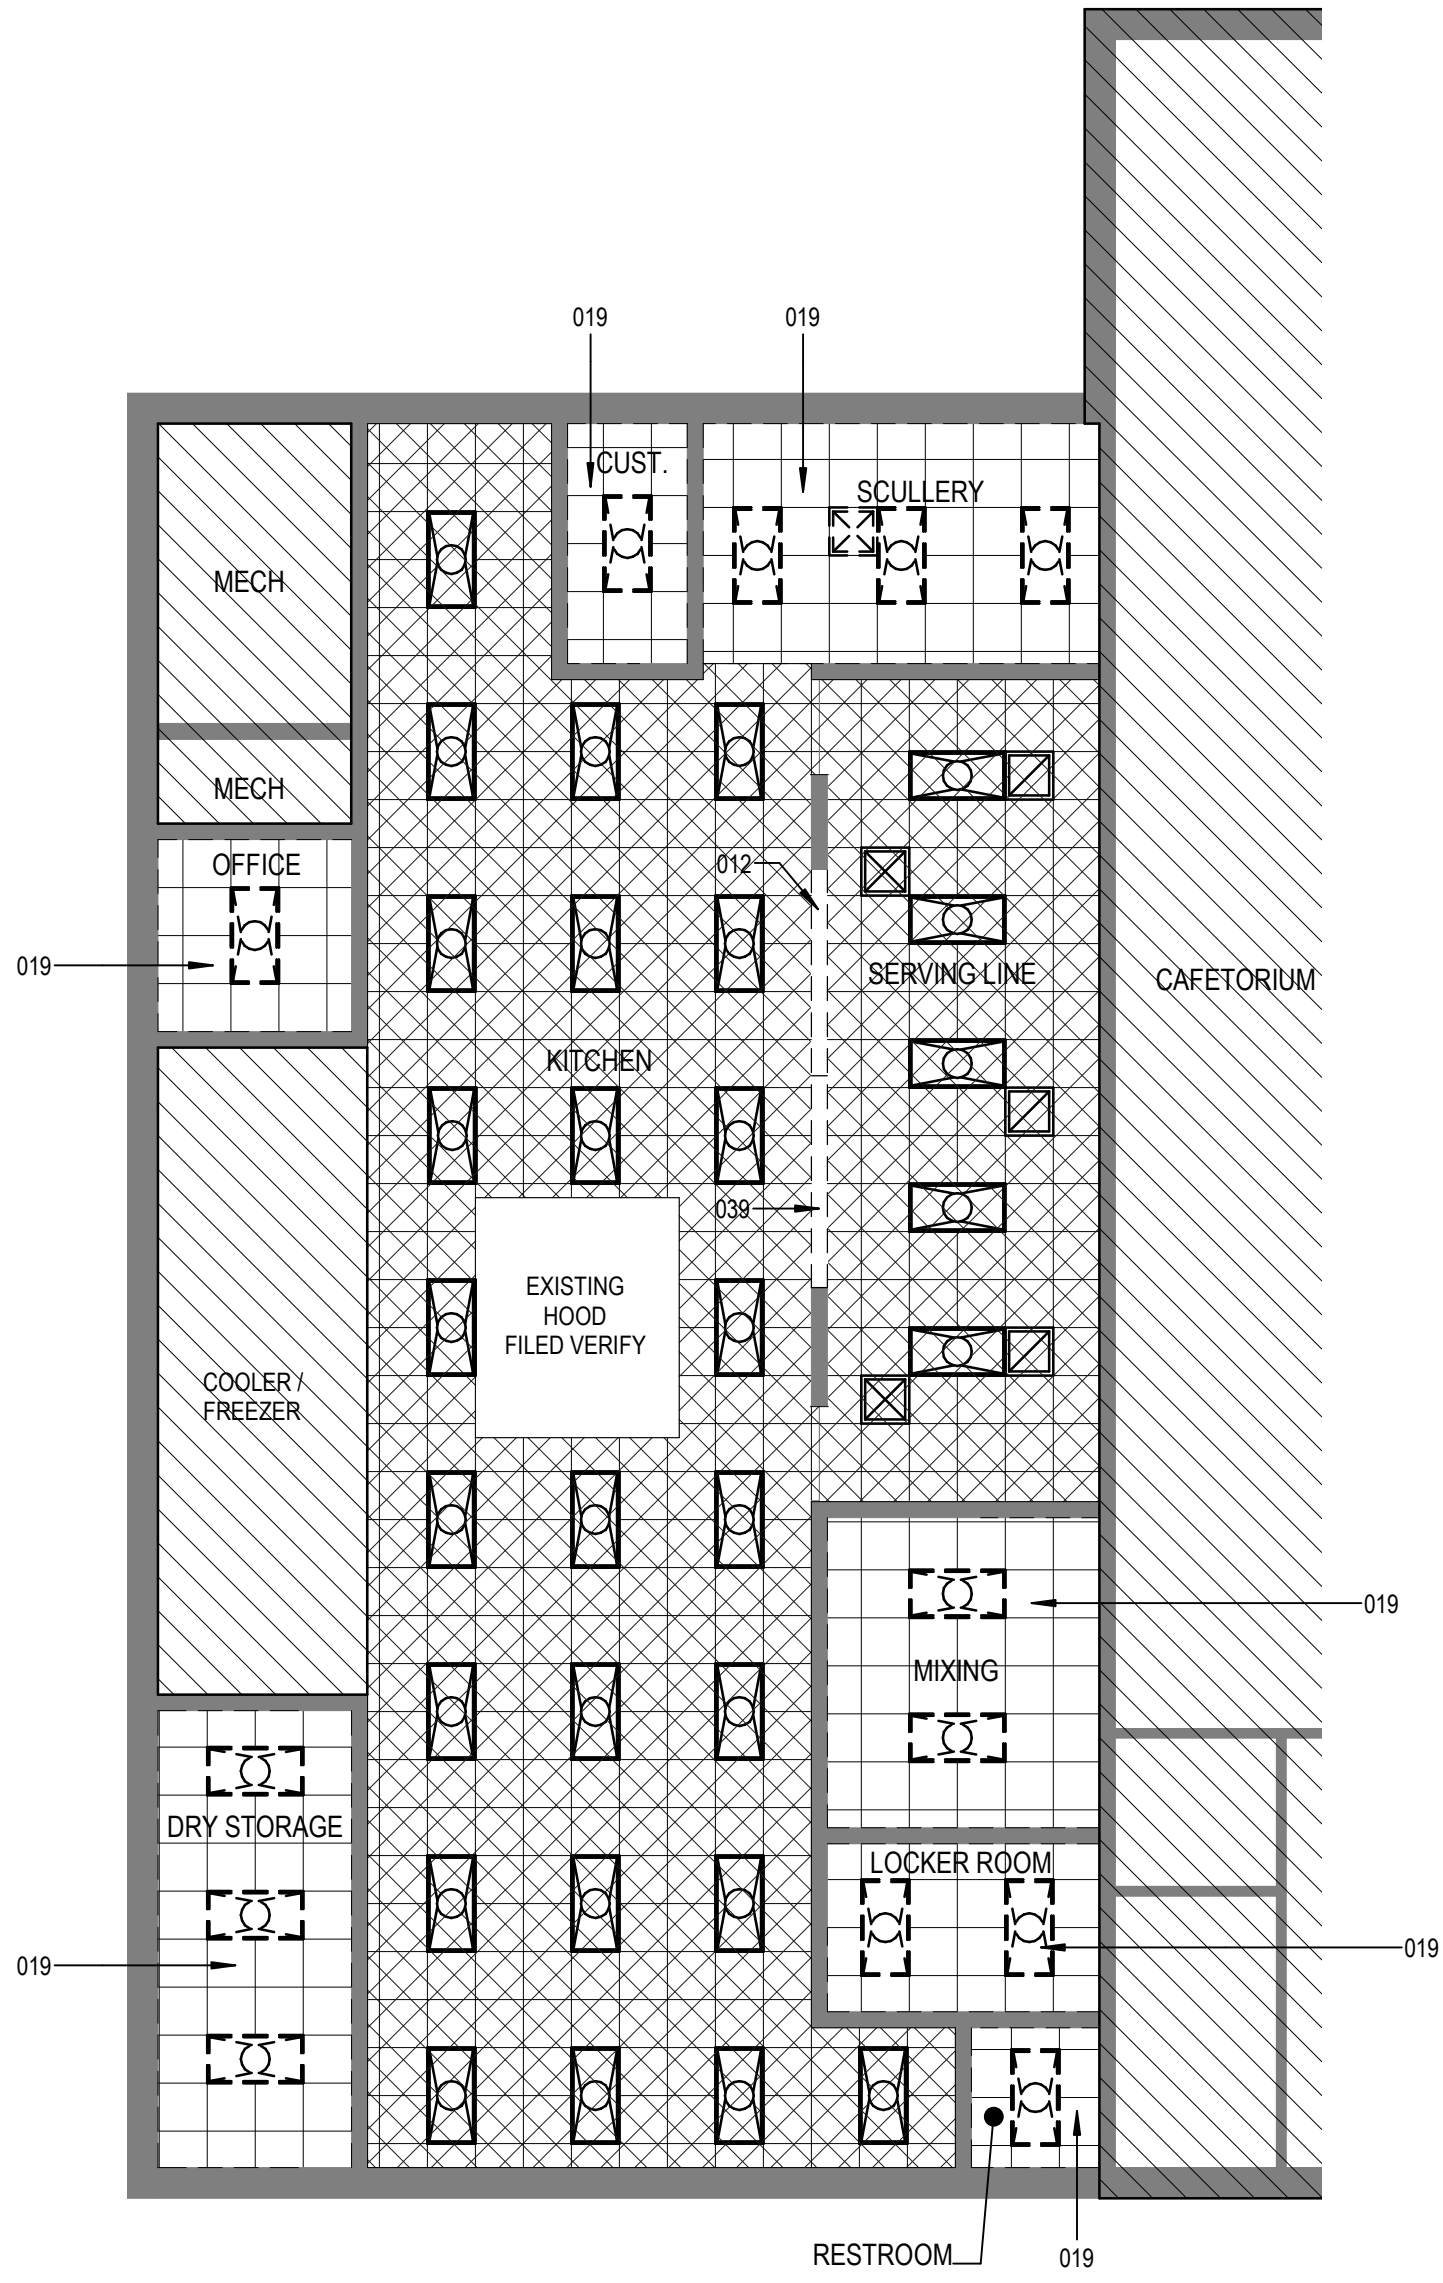 019
019
CUST.
SCULLERY
MECH
MECH
OFFICE
012
019
SERVING LINE
CAFETORIUM
KITCHEN
039
EXISTING
HOOD
FILED VERIFY
COOLER /
FREEZER
019
MIXING
DRY STORAGE
LOCKER ROOM
019
019
RESTROOM
019